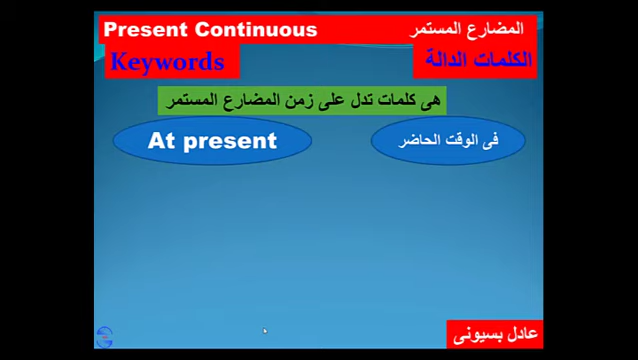 Present Continuous المضارع المستمر
Keywords الكلمات الدالة
هى كلمات تدل على زمن المضارع المستمر
At present فى الوقت الحاضر
عادل بسيونى